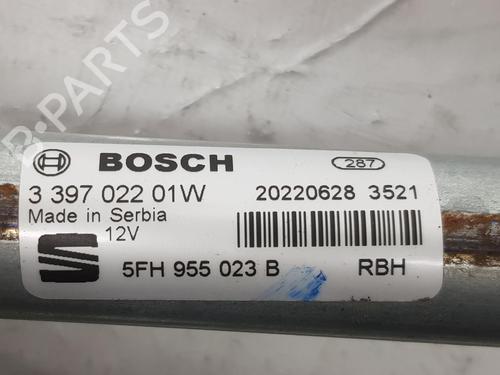 B-PARTS
BOSCH 287
3 397 022 01W 20220628 3521
Made in Serbia
12V
5FH 955 023 B RBH